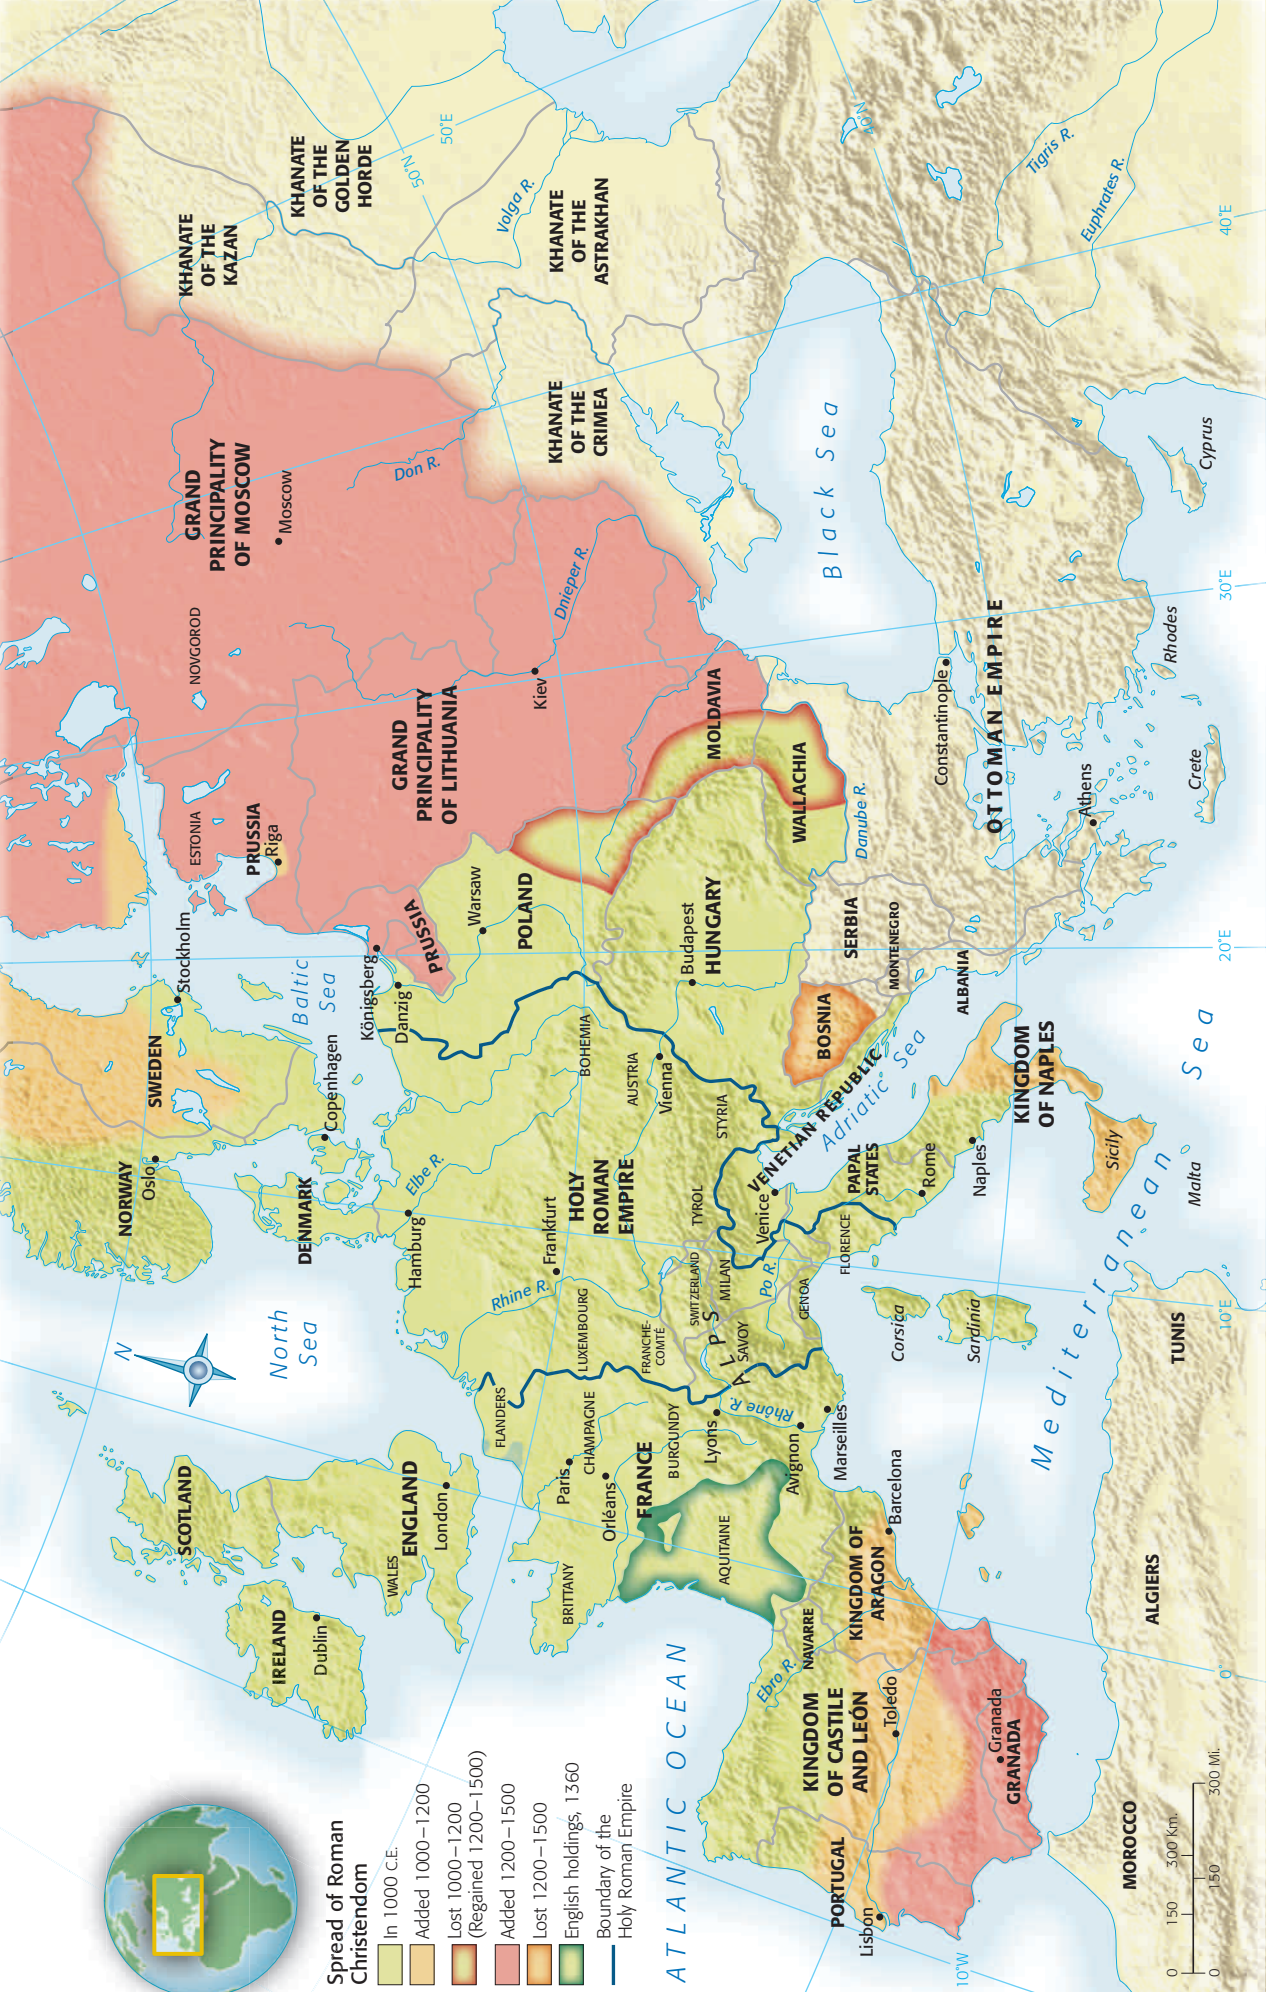 Spread of Roman
Christendom
In 1000 C.E.
Added 1000–1200
Lost 1000–1200
(Regained 1200–1500)
Added 1200–1500
Lost 1200–1500
English holdings, 1360
Boundary of the
Holy Roman Empire
N
ATLANTIC OCEAN
North
Sea
Baltic
Sea
Black Sea
Adriatic Sea
Mediterranean Sea
IRELAND
Dublin
SCOTLAND
ENGLAND
WALES
London
NORWAY
Oslo
SWEDEN
Stockholm
DENMARK
Copenhagen
Hamburg
Elbe R.
Königsberg
Danzig
PRUSSIA
ESTONIA
PRUSSIA
Riga
NOVGOROD
GRAND
PRINCIPALITY
OF MOSCOW
Moscow
KHANATE
OF THE
KAZAN
KHANATE
OF THE
GOLDEN
HORDE
50°N
50°E
Volga R.
KHANATE
OF THE
ASTRAKHAN
KHANATE
OF THE
CRIMEA
Don R.
Dnieper R.
Kiev
GRAND
PRINCIPALITY
OF LITHUANIA
Warsaw
POLAND
FLANDERS
Rhine R.
Frankfurt
HOLY
ROMAN
EMPIRE
BOHEMIA
AUSTRIA
Vienna
STYRIA
TYROL
LUXEMBOURG
FRANCHE-
COMTÉ
SWITZERLAND
MILAN
ALPS
SAVOY
Po R.
GENOA
Venice
VENETIAN REPUBLIC
FLORENCE
PAPAL
STATES
Rome
Naples
KINGDOM
OF NAPLES
Sicily
Malta
Corsica
Sardinia
Paris
CHAMPAGNE
Orléans
BRITTANY
FRANCE
BURGUNDY
Lyons
Rhône R.
Avignon
Marseilles
AQUITAINE
NAVARRE
Ebro R.
KINGDOM OF
ARAGON
Barcelona
KINGDOM
OF CASTILE
AND LEÓN
Toledo
PORTUGAL
Lisbon
Granada
GRANADA
Budapest
HUNGARY
MOLDAVIA
WALLACHIA
Danube R.
BOSNIA
SERBIA
MONTENEGRO
ALBANIA
Constantinople
OTTOMAN EMPIRE
Athens
Crete
Rhodes
Cyprus
Tigris R.
Euphrates R.
40°N
40°E
30°E
20°E
10°E
0°
10°W
MOROCCO
ALGIERS
TUNIS
0 150 300 Km.
0 150 300 Mi.